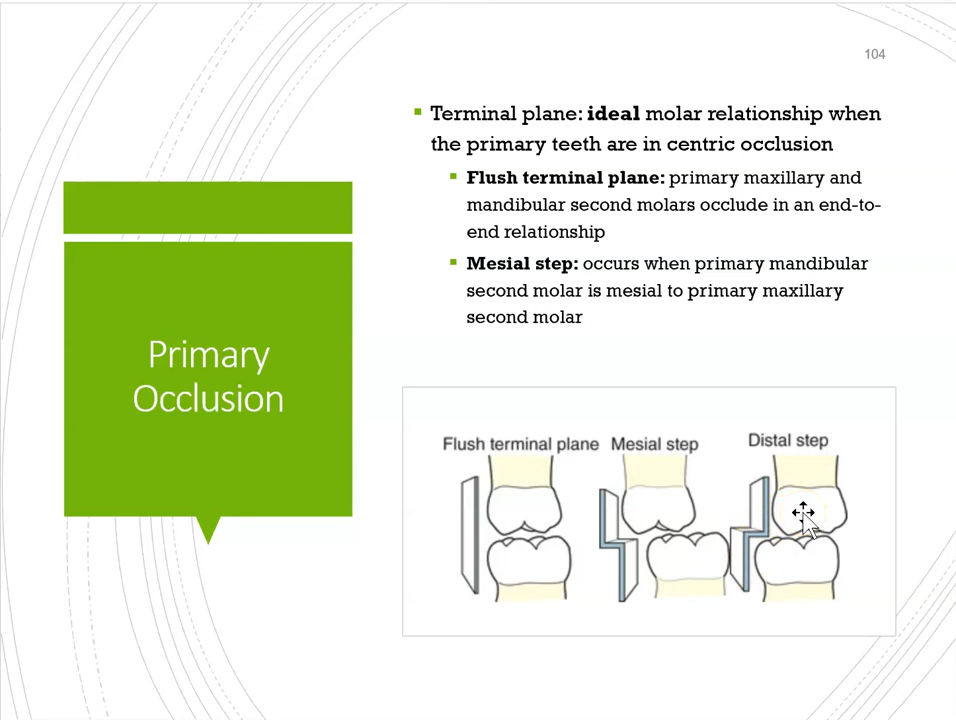 104
Primary
Occlusion
Terminal plane: ideal molar relationship when
the primary teeth are in centric occlusion
Flush terminal plane: primary maxillary and
mandibular second molars occlude in an end-to-
end relationship
Mesial step: occurs when primary mandibular
second molar is mesial to primary maxillary
second molar
Flush terminal plane Mesial step Distal step